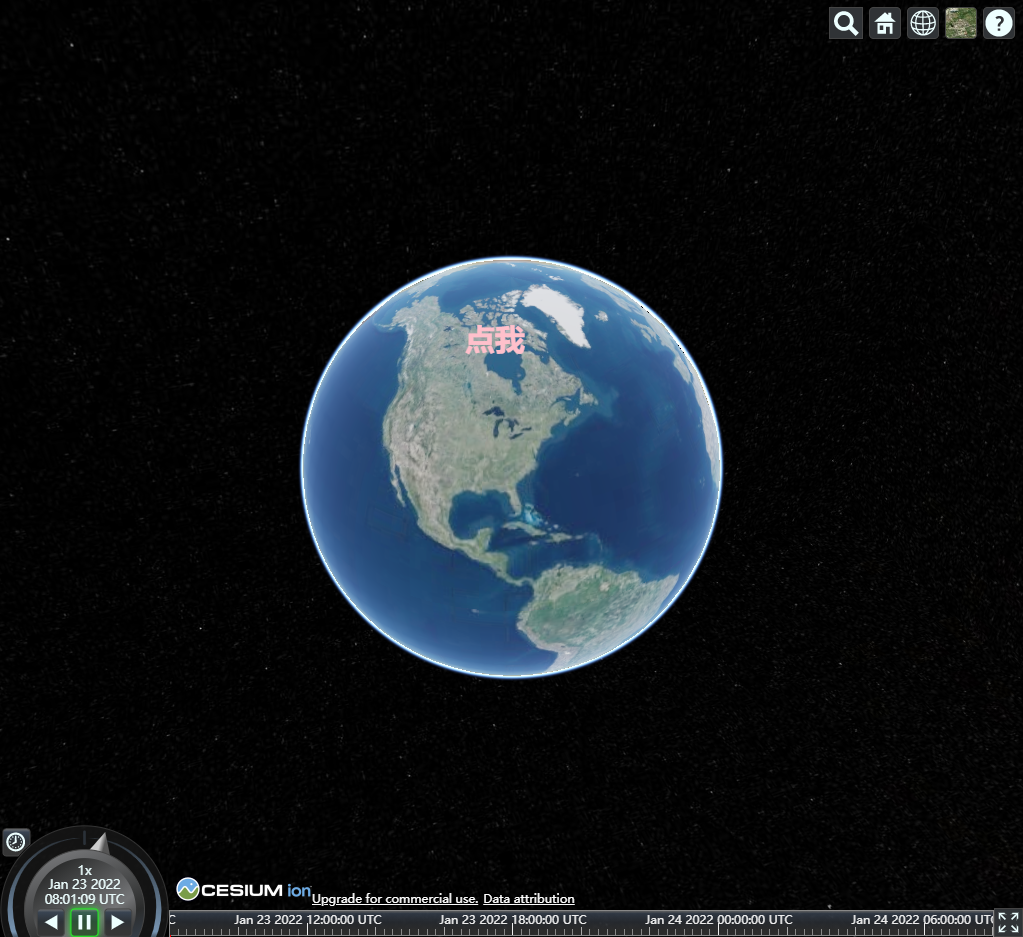 ?
点我
1x
Jan 23 2022
08:01:09 UTC
CESIUM ion
Upgrade for commercial use. Data attribution
C Jan 23 2022 12:00:00 UTC Jan 23 2022 18:00:00 UTC Jan 24 2022 00:00:00 UTC Jan 24 2022 06:00:00 UTC